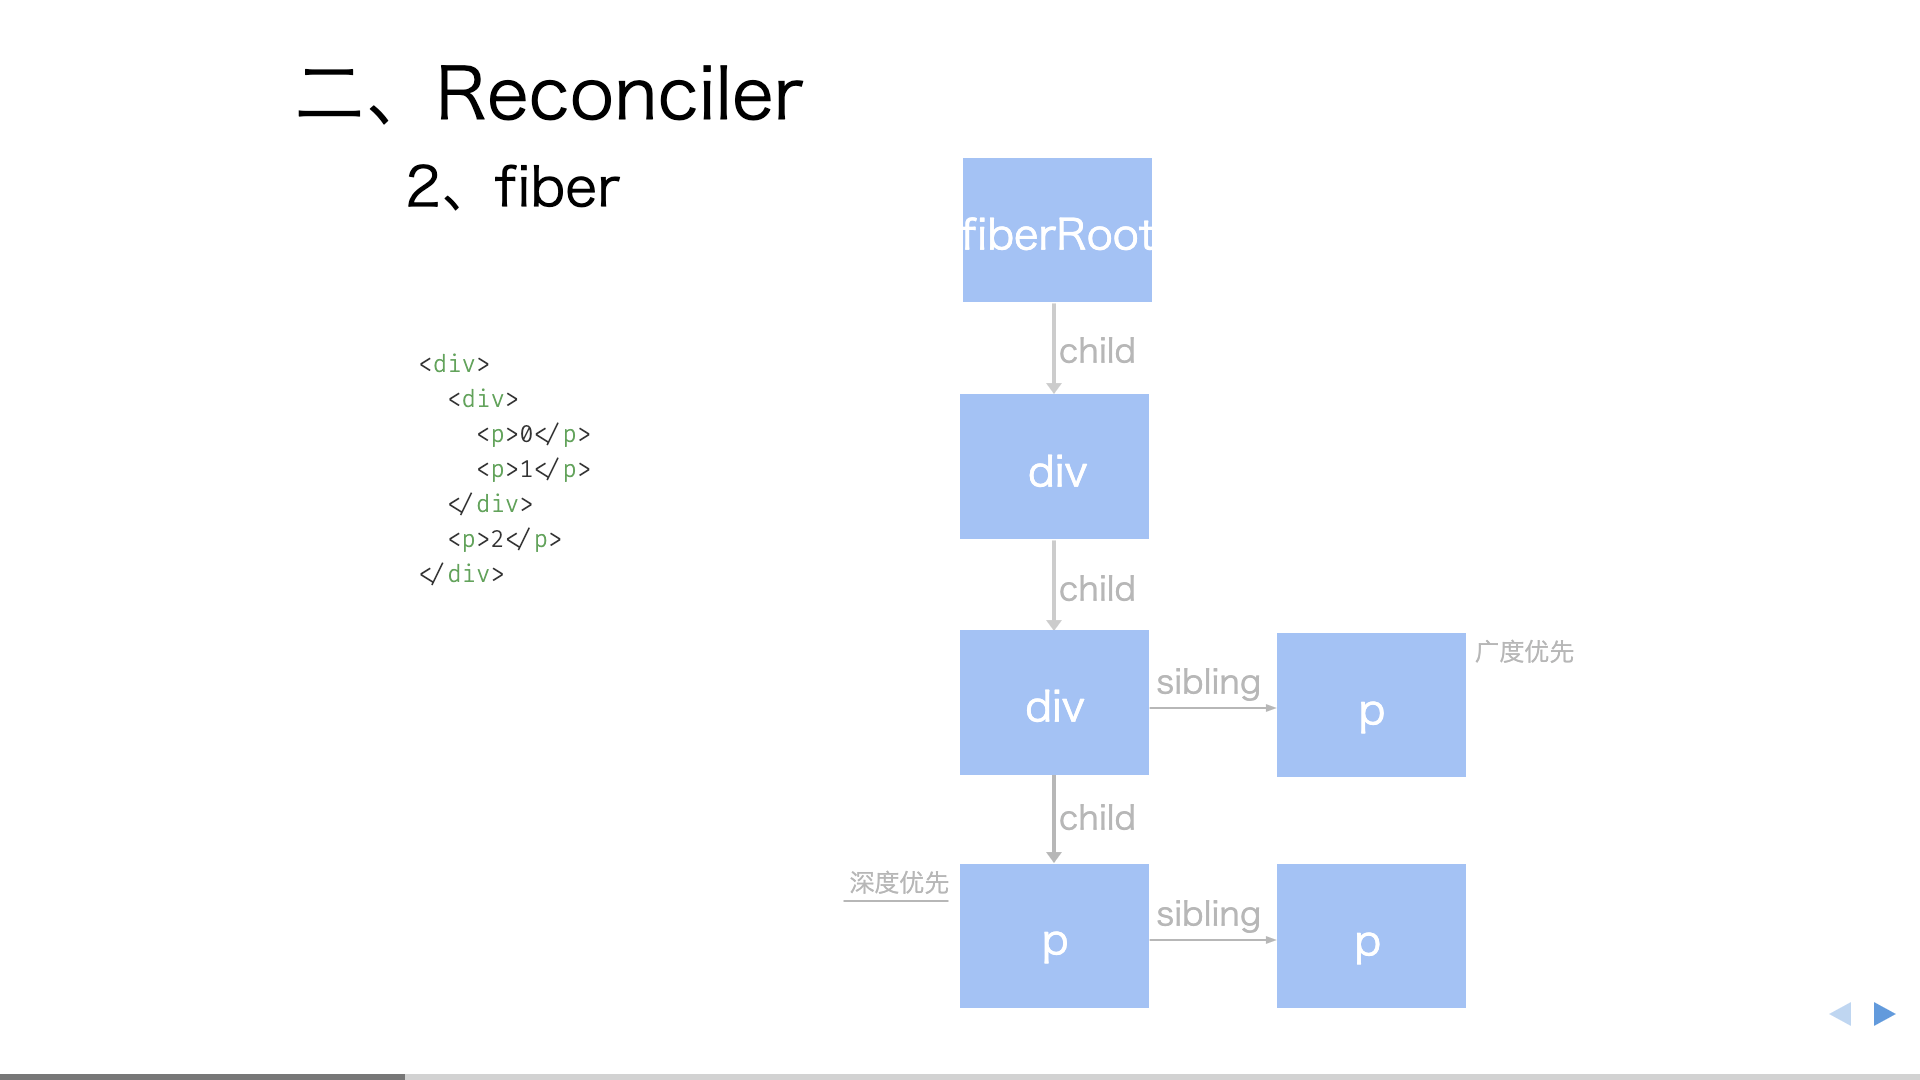 二、Reconciler
2、fiber
<div>
  <div>
    <p>0</p>
    <p>1</p>
  </div>
  <p>2</p>
</div>
fiberRoot
child
div
child
div
sibling
p
广度优先
child
深度优先
p
sibling
p